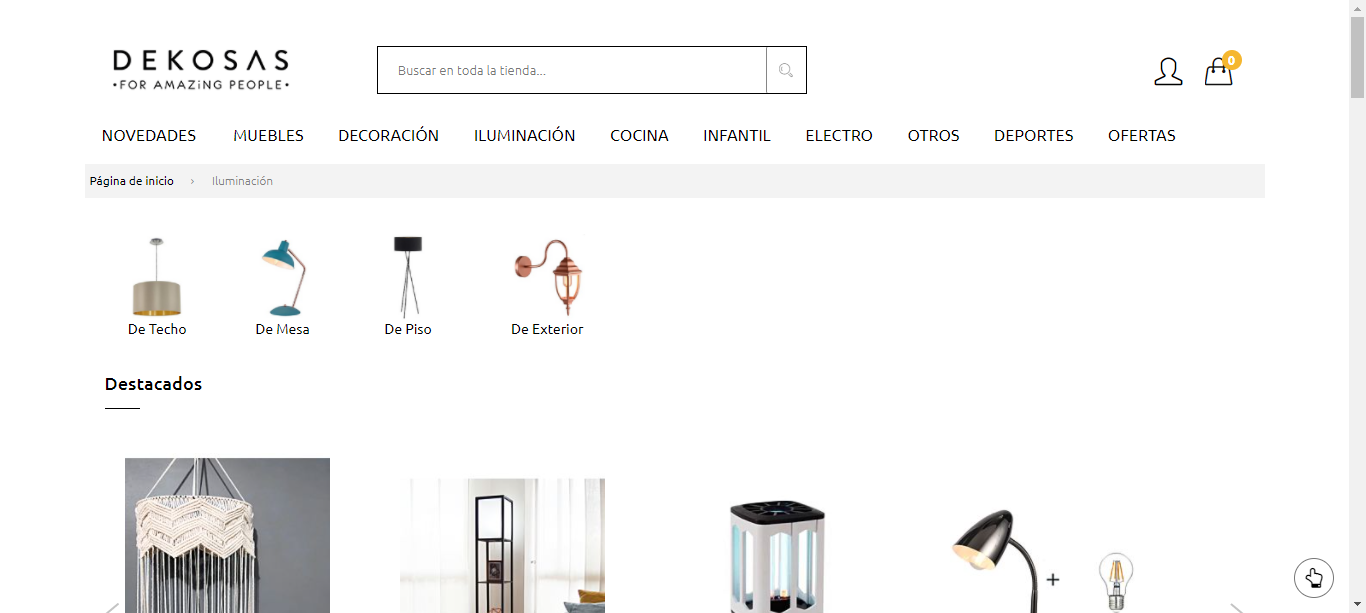 DEKOSAS
•FOR AMAZiNG PEOPLE•
Buscar en toda la tienda...
0
NOVEDADES MUEBLES DECORACIÓN ILUMINACIÓN COCINA INFANTIL ELECTRO OTROS DEPORTES OFERTAS
Página de inicio › Iluminación
De Techo De Mesa De Piso De Exterior
Destacados
+